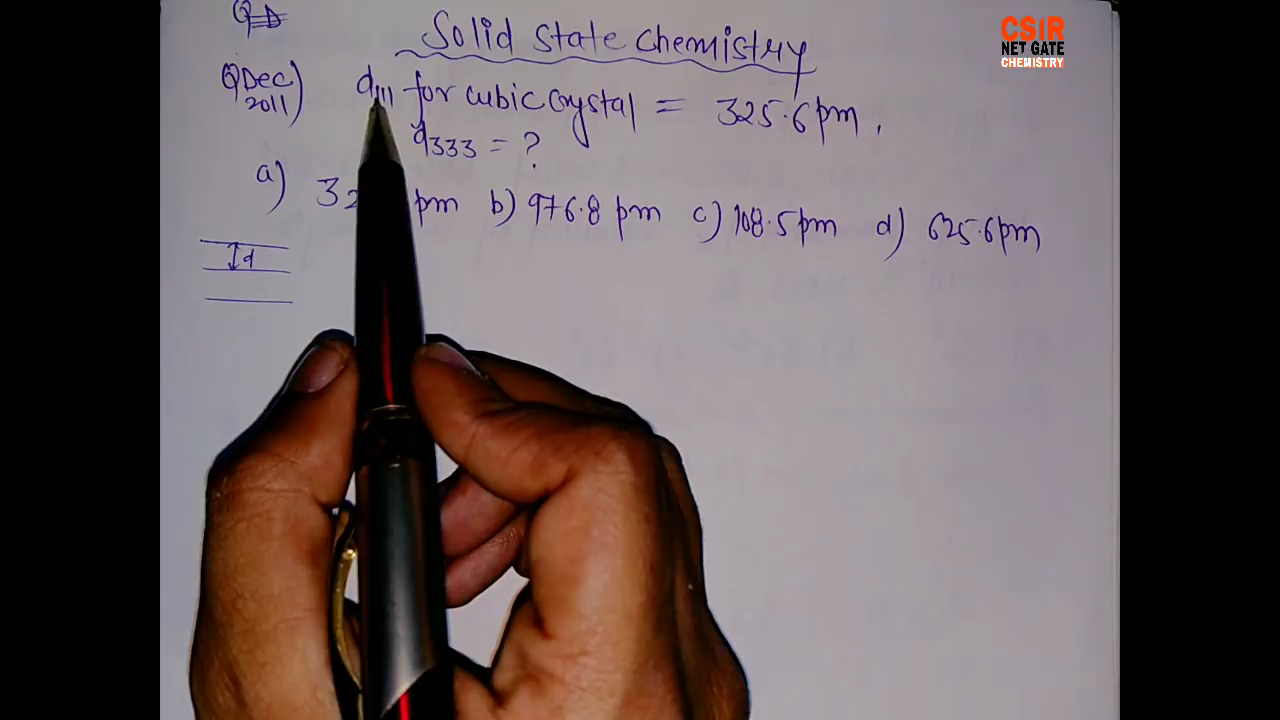 Q D
Solid State Chemistry
CSIR
NET GATE
CHEMISTRY
Q Dec 2011) d111 for cubic crystal = 325.6 pm,
d333 = ?
a) 32 pm b) 976.8 pm c) 108.5 pm d) 625.6 pm
d